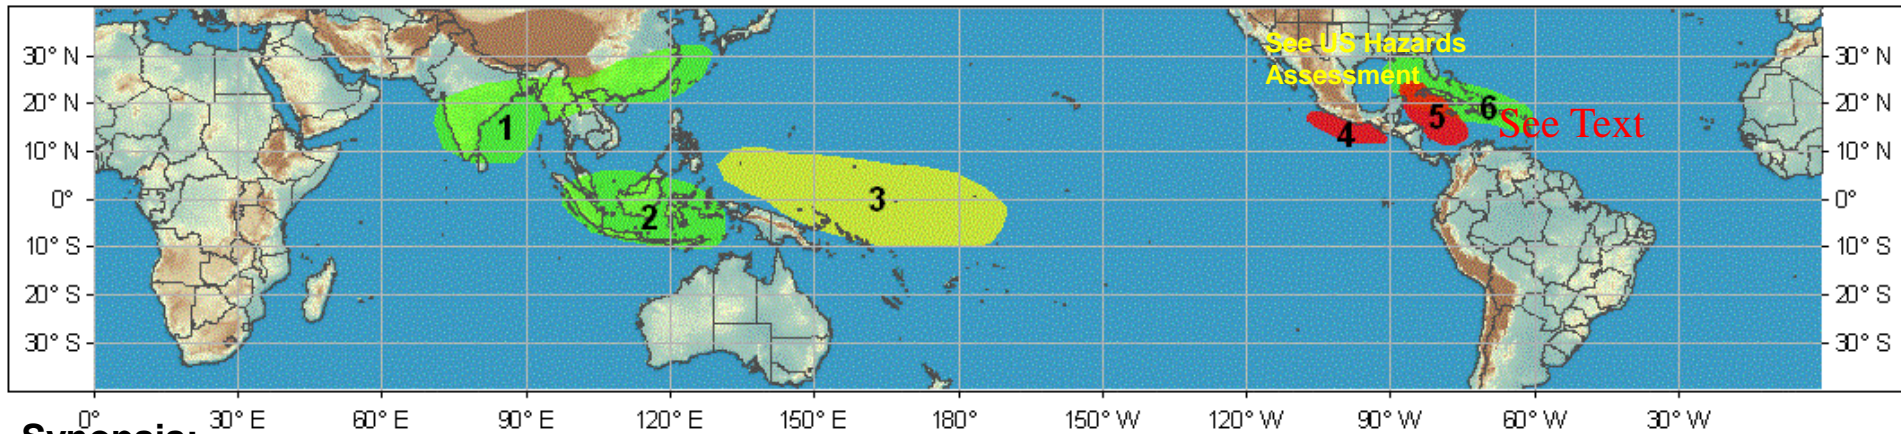 30° N
20° N
10° N
0°
10° S
20° S
30° S
See US Hazards
Assessment
1
2
3
4
5
6
See Text
30° N
20° N
10° N
0°
10° S
20° S
30° S
0° 30° E 60° E 90° E 120° E 150° E 180° 150° W 120° W 90° W 60° W 30° W
Synopsis: